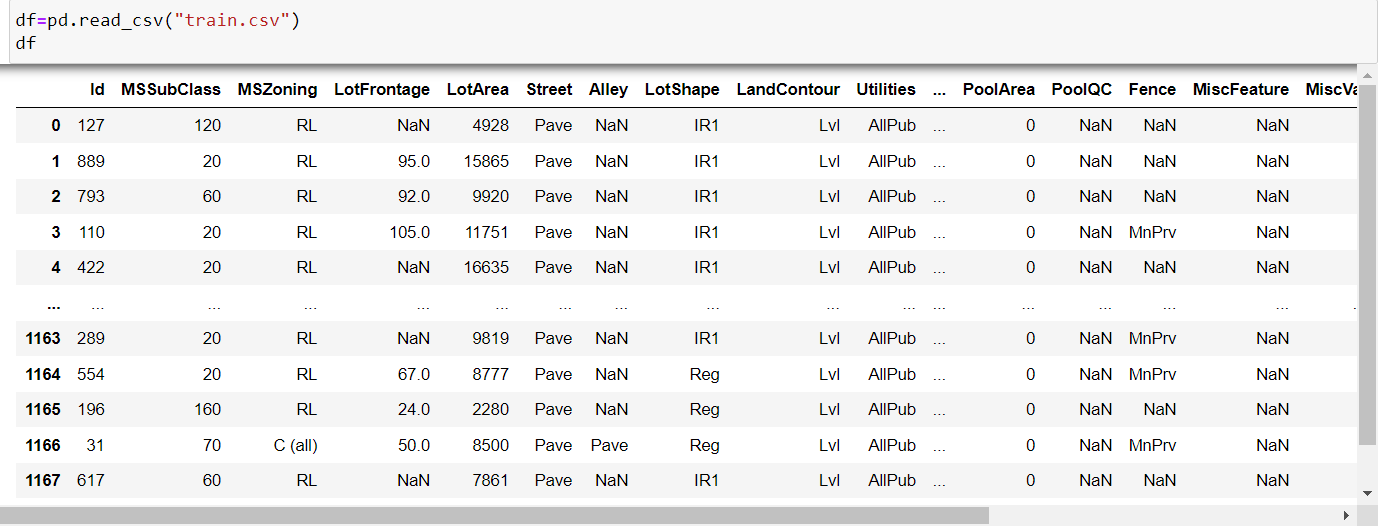 df=pd.read_csv("train.csv")
df
Id MSSubClass MSZoning LotFrontage LotArea Street Alley LotShape LandContour Utilities ... PoolArea PoolQC Fence MiscFeature MiscVa
0 127 120 RL NaN 4928 Pave NaN IR1 Lvl AllPub ... 0 NaN NaN NaN
1 889 20 RL 95.0 15865 Pave NaN IR1 Lvl AllPub ... 0 NaN NaN NaN
2 793 60 RL 92.0 9920 Pave NaN IR1 Lvl AllPub ... 0 NaN NaN NaN
3 110 20 RL 105.0 11751 Pave NaN IR1 Lvl AllPub ... 0 NaN MnPrv NaN
4 422 20 RL NaN 16635 Pave NaN IR1 Lvl AllPub ... 0 NaN NaN NaN
... ... ... ... ... ... ... ... ... ... ... ... ... ... ... ...
1163 289 20 RL NaN 9819 Pave NaN IR1 Lvl AllPub ... 0 NaN MnPrv NaN
1164 554 20 RL 67.0 8777 Pave NaN Reg Lvl AllPub ... 0 NaN MnPrv NaN
1165 196 160 RL 24.0 2280 Pave NaN Reg Lvl AllPub ... 0 NaN NaN NaN
1166 31 70 C (all) 50.0 8500 Pave Pave Reg Lvl AllPub ... 0 NaN MnPrv NaN
1167 617 60 RL NaN 7861 Pave NaN IR1 Lvl AllPub ... 0 NaN NaN NaN